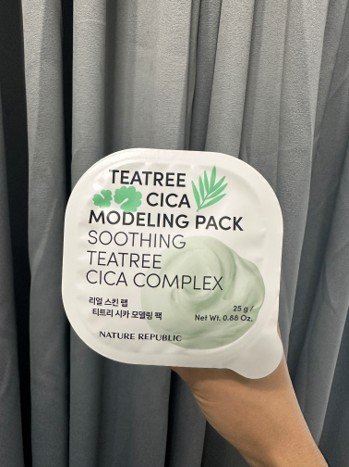 TEATREE
CICA
MODELING PACK
SOOTHING
TEATREE
CICA COMPLEX
리얼 스킨 랩
티트리 시카 모델링 팩
25 g /
Net Wt. 0.88 Oz.
NATURE REPUBLIC